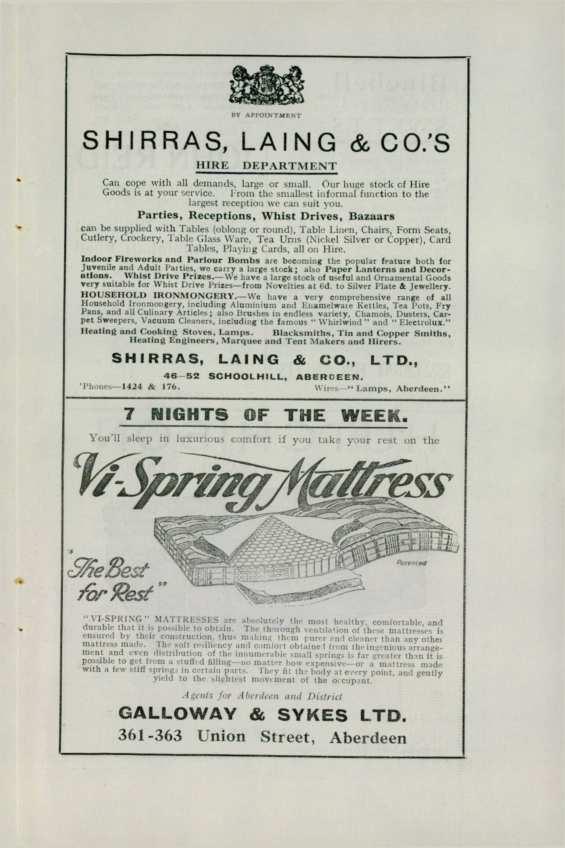 BY APPOINTMENT
SHIRRAS, LAING & CO.'S
HIRE DEPARTMENT
Can cope with all demands, large or small. Our huge stock of Hire
Goods is at your service. From the smallest informal function to the
largest reception we can suit you.
Parties, Receptions, Whist Drives, Bazaars
can be supplied with Tables (oblong or round), Table Linen, Chairs, Form Seats,
Cutlery, Crockery, Table Glass Ware, Tea Urns (Nickel Silver or Copper), Card
Tables, Playing Cards, all on Hire.
Indoor Fireworks and Parlour Bombs are becoming the popular feature both for
Juvenile and Adult Parties, we carry a large stock; also Paper Lanterns and Decor-
ations. Whist Drive Prizes.—We have a large stock of useful and Ornamental Goods
very suitable for Whist Drive Prizes—from Novelties at 6d. to Silver Plate & Jewellery.
HOUSEHOLD IRONMONGERY.—We have a very comprehensive range of all
Household Ironmongery, including Aluminium and Enamelware Kettles, Tea Pots, Fry
Pans, and all Culinary Articles; also Brushes in endless variety, Chamois, Dusters, Car-
pet Sweepers, Vacuum Cleaners, including the famous "Whirlwind" and "Electrolux."
Heating and Cooking Stoves, Lamps. Blacksmiths, Tin and Copper Smiths,
Heating Engineers, Marquee and Tent Makers and Hirers.
SHIRRAS, LAING & CO., LTD.,
46-52 SCHOOLHILL, ABERDEEN.
'Phones—1424 & 176. Wires—"Lamps, Aberdeen."
7 NIGHTS OF THE WEEK.
You'll sleep in luxurious comfort if you take your rest on the
Vi-Spring Mattress
Patented
"The Best
for Rest"
"VI-SPRING" MATTRESSES are absolutely the most healthy, comfortable, and
durable that it is possible to obtain. The thorough ventilation of these mattresses is
ensured by their construction, thus making them purer and cleaner than any other
mattress made. The soft resiliency and comfort obtained from the ingenious arrange-
ment and even distribution of the innumerable small springs is far greater than it is
possible to get from a stuffed filling—no matter how expensive—or a mattress made
with a few stiff springs in certain parts. They fit the body at every point, and gently
yield to the slightest movement of the occupant.
Agents for Aberdeen and District
GALLOWAY & SYKES LTD.
361-363 Union Street, Aberdeen